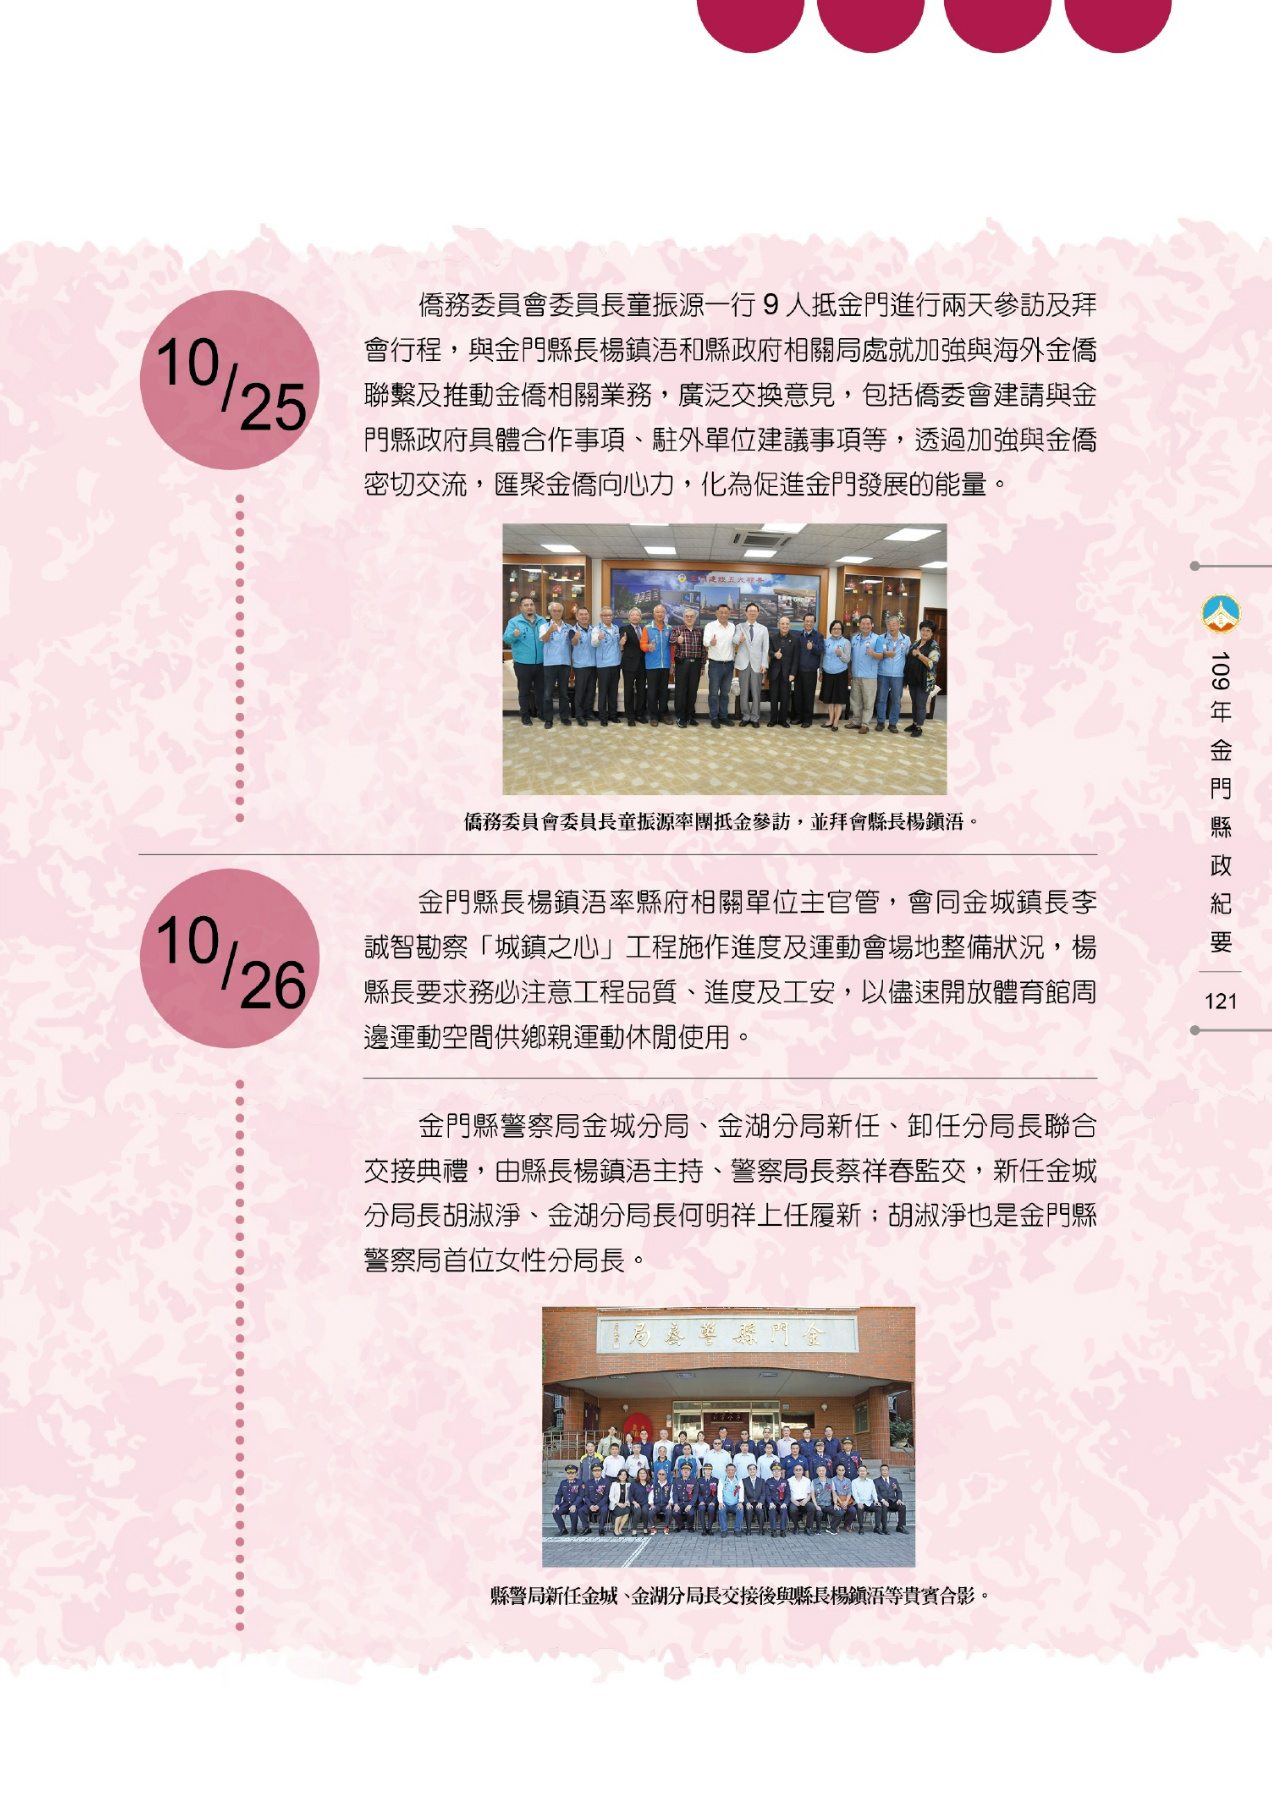 10/25
僑務委員會委員長童振源一行 9 人抵金門進行兩天參訪及拜
會行程，與金門縣長楊鎮浯和縣政府相關局處就加強與海外金僑
聯繫及推動金僑相關業務，廣泛交換意見，包括僑委會建請與金
門縣政府具體合作事項、駐外單位建議事項等，透過加強與金僑
密切交流，匯聚金僑向心力，化為促進金門發展的能量。
僑務委員會委員長童振源率團抵金參訪，並拜會縣長楊鎮浯。
10/26
金門縣長楊鎮浯率縣府相關單位主官管，會同金城鎮長李
誠智勘察「城鎮之心」工程施作進度及運動會場地整備狀況，楊
縣長要求務必注意工程品質、進度及工安，以儘速開放體育館周
邊運動空間供鄉親運動休閒使用。
金門縣警察局金城分局、金湖分局新任、卸任分局長聯合
交接典禮，由縣長楊鎮浯主持、警察局長蔡祥春監交，新任金城
分局長胡淑淨、金湖分局長何明祥上任履新；胡淑淨也是金門縣
警察局首位女性分局長。
局察警縣門金
縣警局新任金城、金湖分局長交接後與縣長楊鎮浯等貴賓合影。
109年金門縣政紀要
121